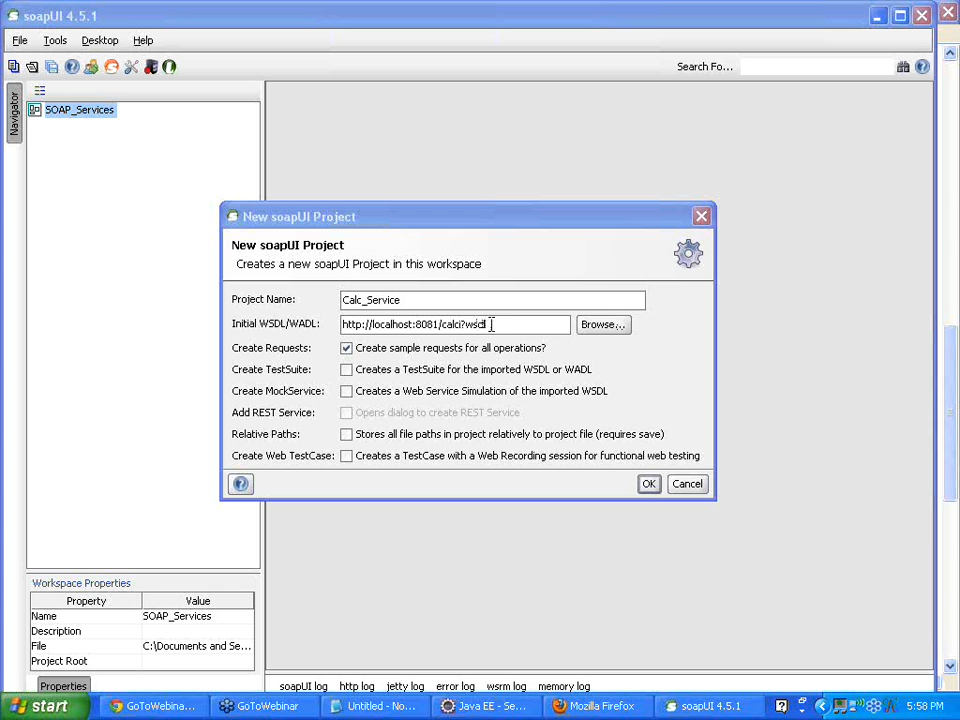 soapUI 4.5.1
File Tools Desktop Help
Search Fo...
Navigator
SOAP_Services
New soapUI Project
New soapUI Project
Creates a new soapUI Project in this workspace
Project Name: Calc_Service
Initial WSDL/WADL: http://localhost:8081/calci?wsdl Browse...
Create Requests: Create sample requests for all operations?
Create TestSuite: Creates a TestSuite for the imported WSDL or WADL
Create MockService: Creates a Web Service Simulation of the imported WSDL
Add REST Service: Opens dialog to create REST Service
Relative Paths: Stores all file paths in project relatively to project file (requires save)
Create Web TestCase: Creates a TestCase with a Web Recording session for functional web testing
OK Cancel
Workspace Properties
Property Value
Name SOAP_Services
Description
File C:\Documents and Se...
Project Root
Properties
soapUI log http log jetty log error log wsrm log memory log
start GoToWebina... GoToWebinar Untitled - No... Java EE - Se... Mozilla Firefox soapUI 4.5.1 5:58 PM